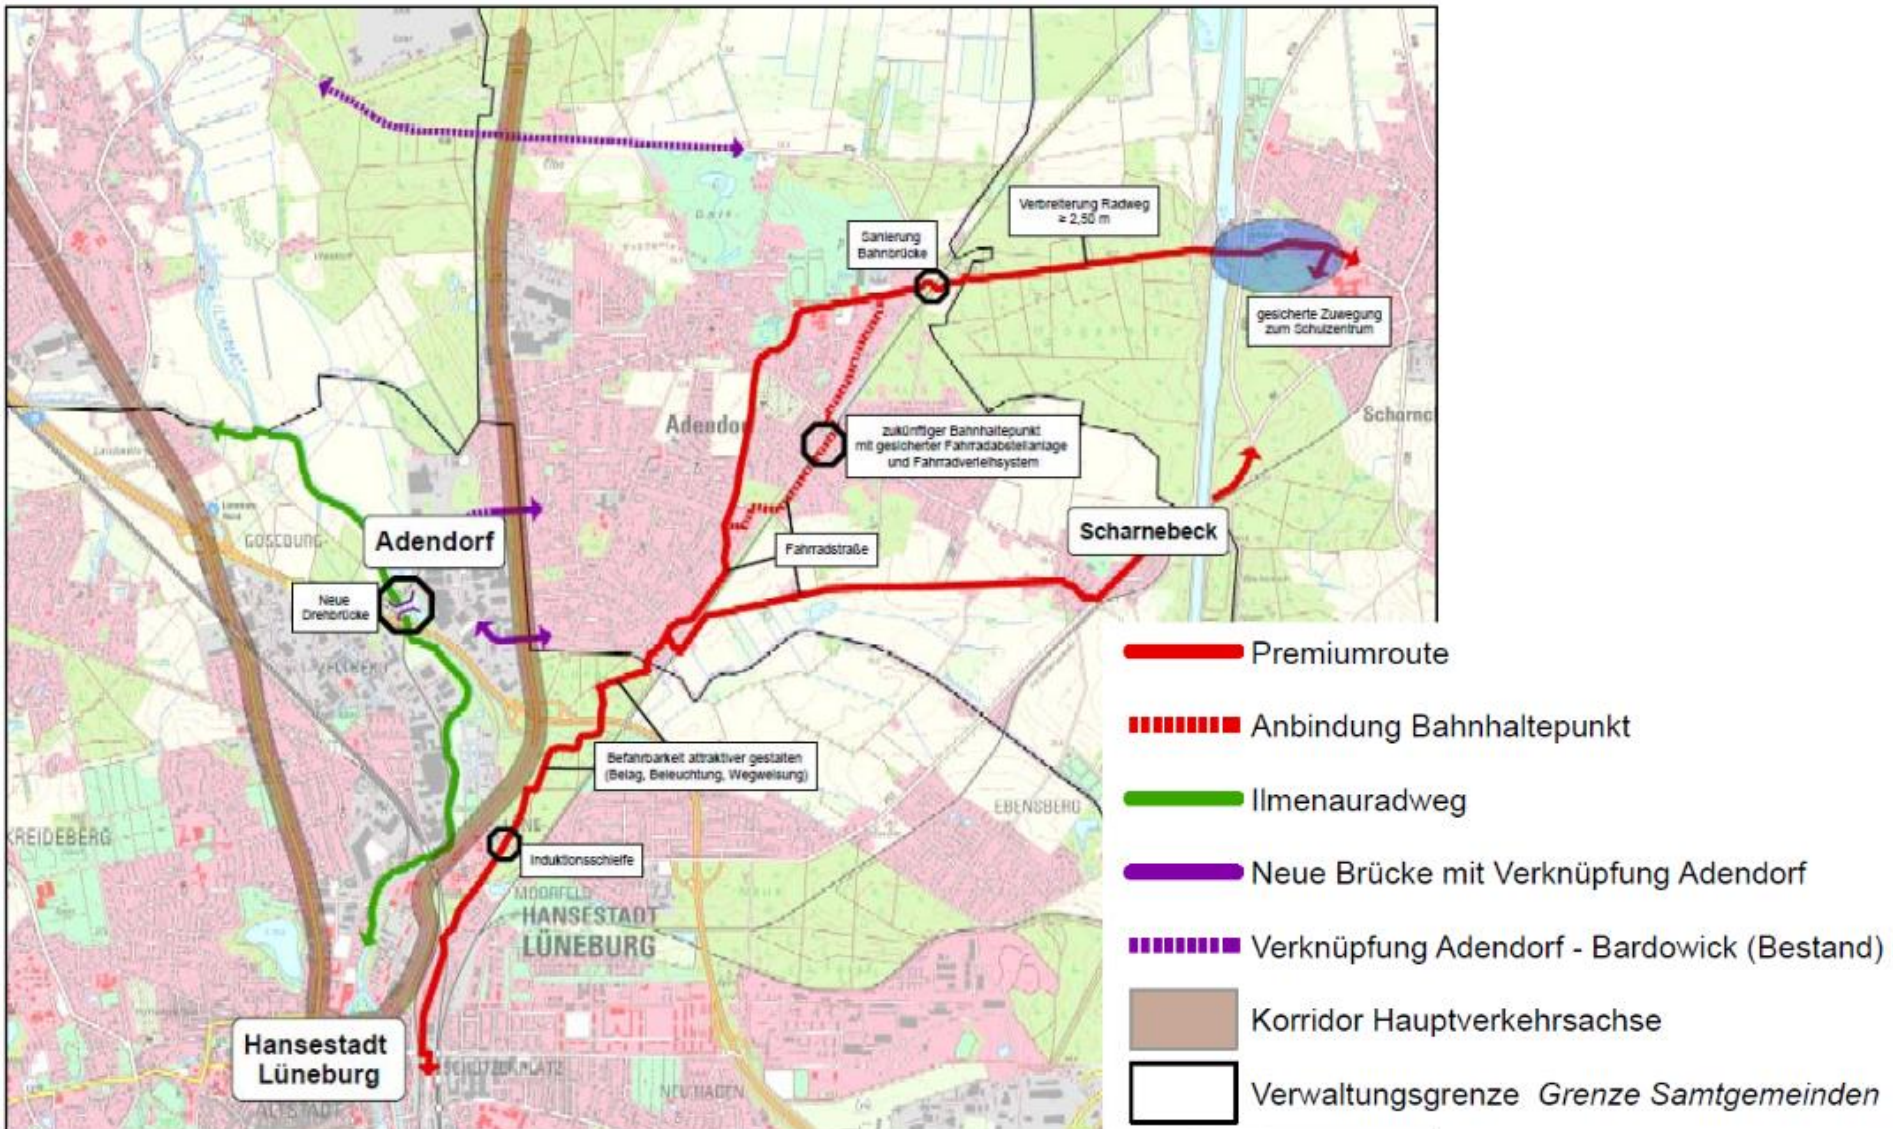 Verbreiterung Radweg
≥ 2,50 m
Sanierung
Bahnbrücke
gesicherte Zuwegung
zum Schulzentrum
Adendor
Scharnc
zukünftiger Bahnhaltepunkt
mit gesicherter Fahrradabstellanlage
und Fahrradverleihsystem
GOSEBURG-
Adendorf
Scharnebeck
Fahrradstraße
Neue
Drehbrücke
Befahrbarkeit attraktiver gestalten
(Belag, Beleuchtung, Wegweisung)
EBENSBERG
KREIDEBERG
Induktionsschleife
MOORFELD
HANSESTADT
LÜNEBURG
Hansestadt
Lüneburg
SCHÜTZENPLATZ
NEU HAGEN
ALTSTADT
Premiumroute
Anbindung Bahnhaltepunkt
Ilmenauradweg
Neue Brücke mit Verknüpfung Adendorf
Verknüpfung Adendorf - Bardowick (Bestand)
Korridor Hauptverkehrsachse
Verwaltungsgrenze Grenze Samtgemeinden